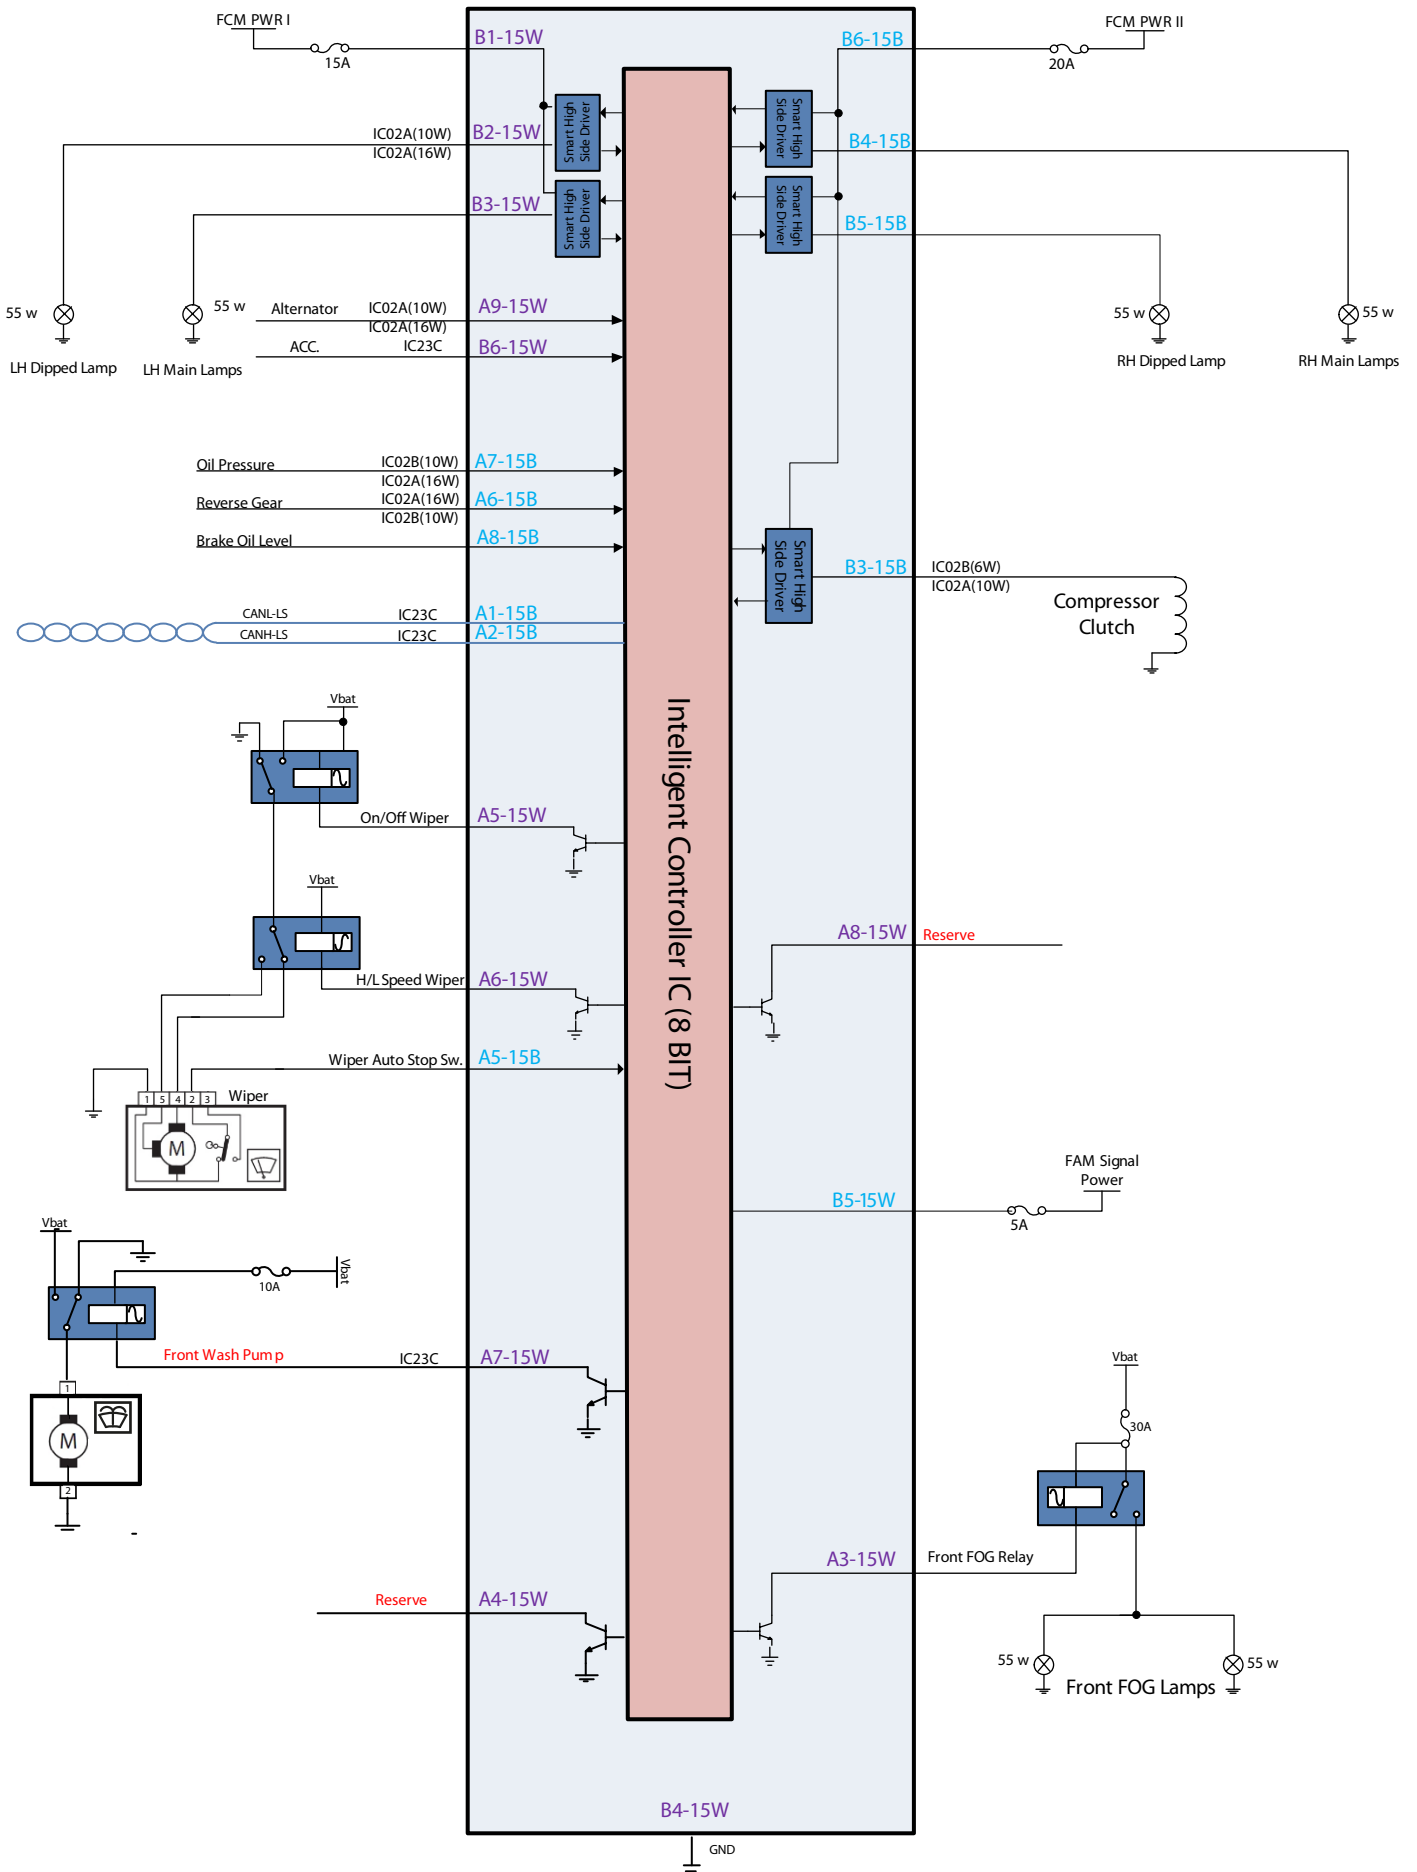 FCM PWR I
15A
B1-15W
B6-15B
FCM PWR II
20A
Smart High
Side Driver
Smart High
Side Driver
IC02A(10W)
IC02A(16W)
B2-15W
B4-15B
Smart High
Side Driver
Smart High
Side Driver
B3-15W
B5-15B
55 w
LH Dipped Lamp
55 w
LH Main Lamps
Alternator
IC02A(10W)
IC02A(16W)
A9-15W
ACC.
IC23C
B6-15W
55 w
RH Dipped Lamp
55 w
RH Main Lamps
Oil Pressure
IC02B(10W)
IC02A(16W)
A7-15B
Reverse Gear
IC02A(16W)
IC02B(10W)
A6-15B
Brake Oil Level
A8-15B
Smart High
Side Driver
B3-15B
IC02B(6W)
IC02A(10W)
Compressor
Clutch
CANL-LS
IC23C
A1-15B
CANH-LS
IC23C
A2-15B
Intelligent Controller IC (8 BIT)
Vbat
On/Off Wiper
A5-15W
Vbat
H/L Speed Wiper
A6-15W
A8-15W
Reserve
Wiper Auto Stop Sw.
A5-15B
1 5 4 2 3
Wiper
M
FAM Signal
Power
B5-15W
5A
Vbat
10A
Vbat
Front Wash Pump
IC23C
A7-15W
1
M
2
-
Vbat
30A
A3-15W
Front FOG Relay
Reserve
A4-15W
55 w
55 w
Front FOG Lamps
B4-15W
GND